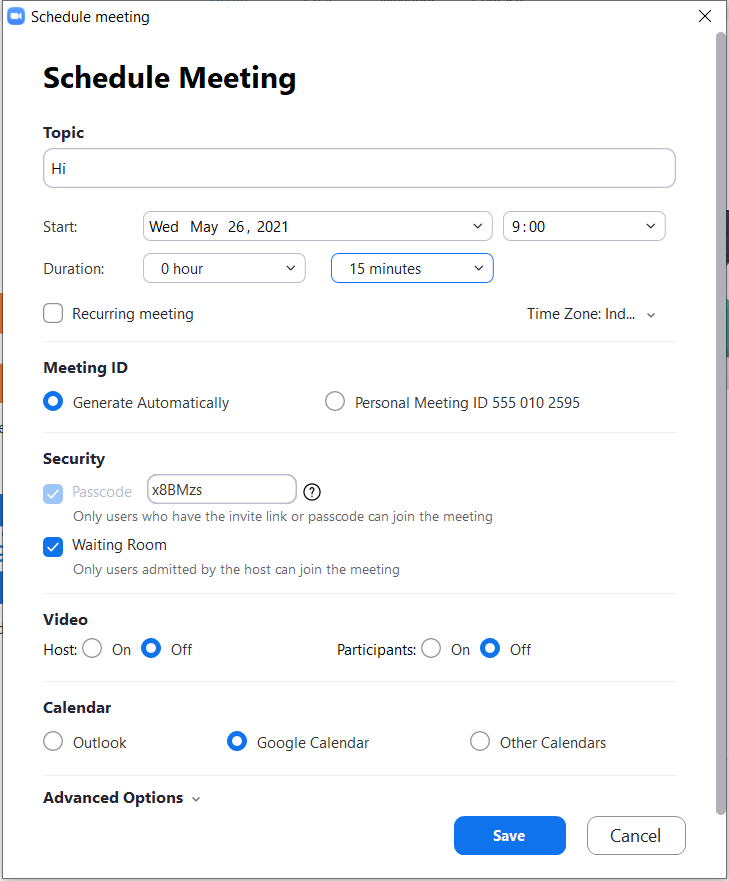 Schedule meeting
Schedule Meeting
Topic
Hi
Start: Wed May 26, 2021 9:00
Duration: 0 hour 15 minutes
Recurring meeting Time Zone: Ind...
Meeting ID
Generate Automatically Personal Meeting ID 555 010 2595
Security
Passcode x8BMzs ?
Only users who have the invite link or passcode can join the meeting
Waiting Room
Only users admitted by the host can join the meeting
Video
Host: On Off Participants: On Off
Calendar
Outlook Google Calendar Other Calendars
Advanced Options
Save Cancel